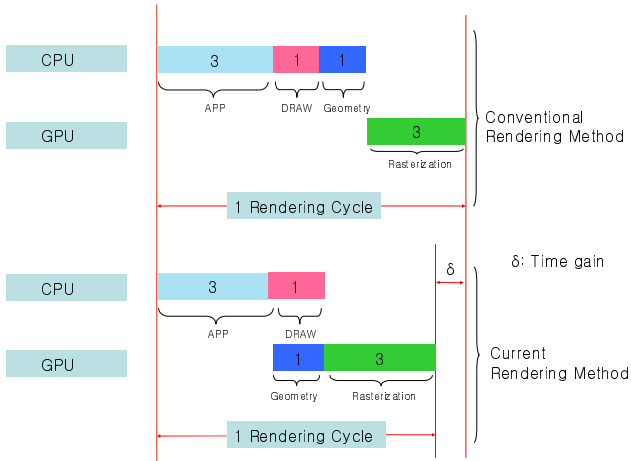 CPU
3
1
1
APP
DRAW
Geometry
GPU
3
Rasterization
Conventional
Rendering Method
1 Rendering Cycle
δ
δ: Time gain
CPU
3
1
APP
DRAW
GPU
1
3
Geometry
Rasterization
Current
Rendering Method
1 Rendering Cycle